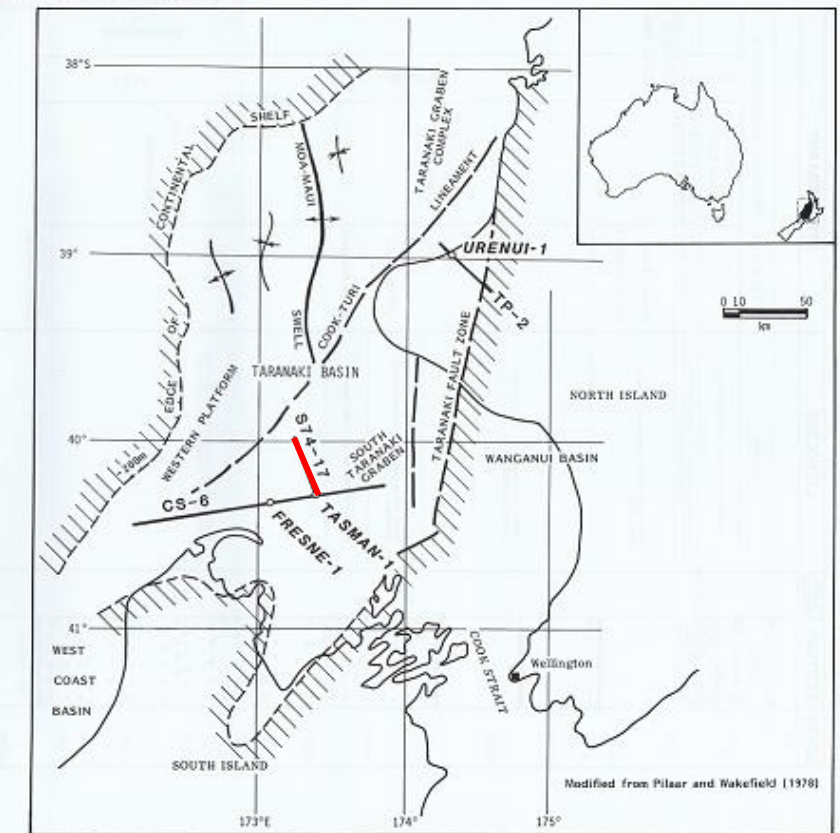 38°S
SHELF
CONTINENTAL
OF
EDGE
-200m
MOA-MAUI
SHELL
TARANAKI GRABEN
COMPLEX
LINEAMENT
COOK-TURI
39°
URENUI-1
TP-2
0 10 50
km
TARANAKI BASIN
WESTERN PLATFORM
TARANAKI FAULT ZONE
NORTH ISLAND
40°
S74-17
SOUTH
TARANAKI
GRABEN
WANGANUI BASIN
CS-6
TASMAN-1
FRESNE-1
41°
WEST
COAST
BASIN
COOK STRAIT
Wellington
SOUTH ISLAND
Modified from Pilaar and Wakefield (1978)
173°E
174°
175°